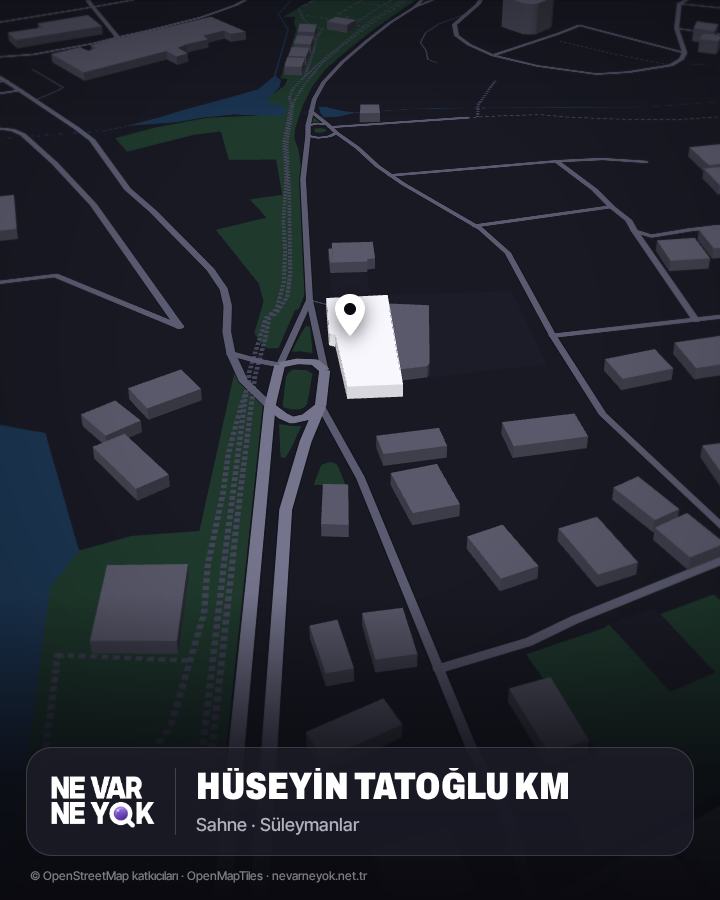 NE VAR
NE YOK
HÜSEYİN TATOĞLU KM
Sahne · Süleymanlar
© OpenStreetMap katkıcıları · OpenMapTiles · nevarneyok.net.tr